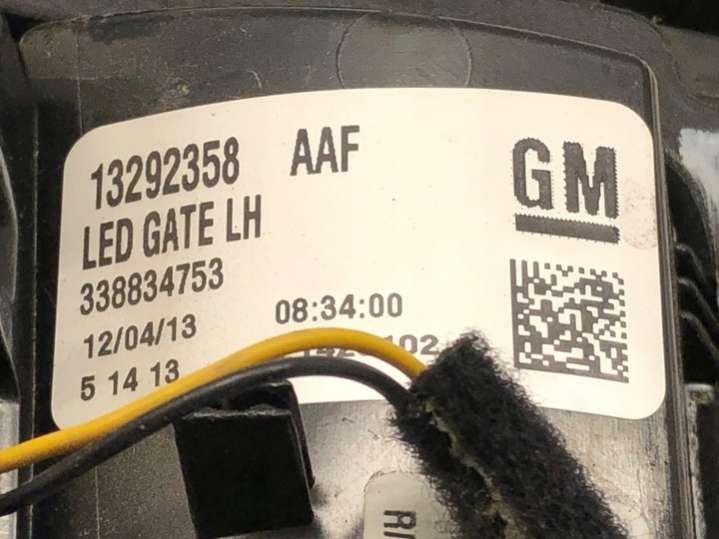 13292358 AAF
GM
LED GATE LH
338834753
12/04/13 08:34:00
5 14 13